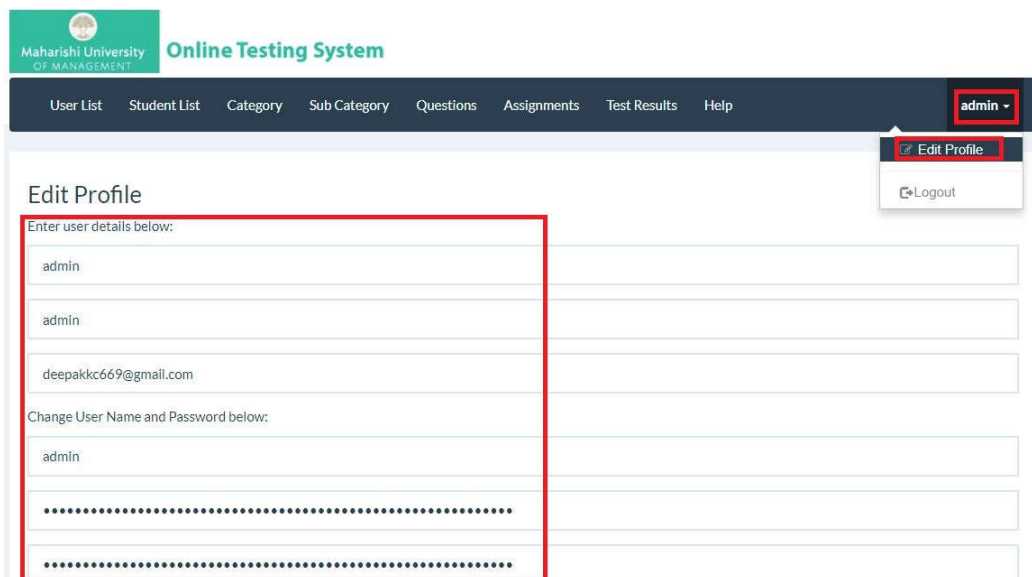 Maharishi University
OF MANAGEMENT
Online Testing System
User List Student List Category Sub Category Questions Assignments Test Results Help admin
Edit Profile
Logout
Edit Profile
Enter user details below:
admin
admin
deepakkc669@gmail.com
Change User Name and Password below:
admin
••••••••••••••••••••••••••••••••••••••••••••••••••••••••••••
••••••••••••••••••••••••••••••••••••••••••••••••••••••••••••